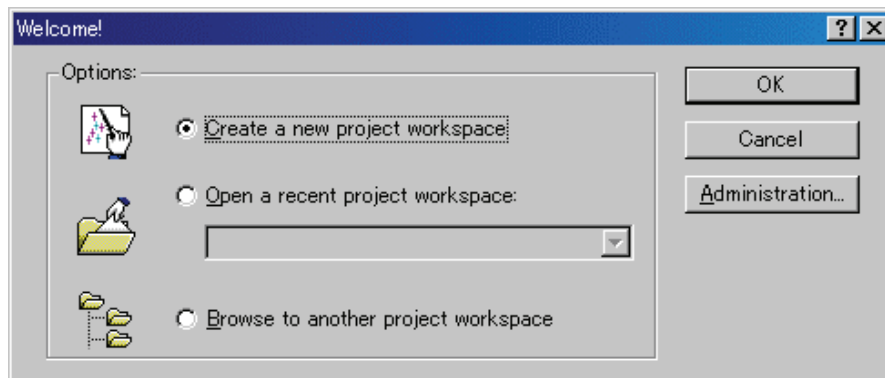 Welcome!
Options:
Create a new project workspace
Open a recent project workspace:
Browse to another project workspace
OK
Cancel
Administration...